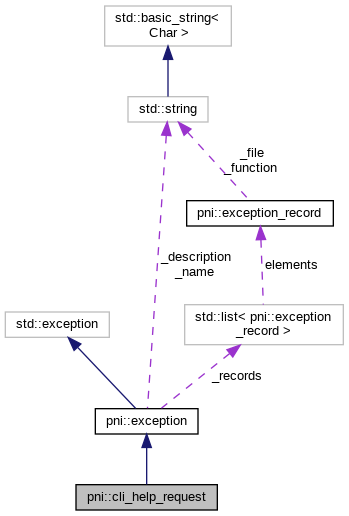 std::basic_string<
Char >
std::string
_file
_function
pni::exception_record
_description
_name
elements
std::exception
std::list< pni::exception
_record >
_records
pni::exception
pni::cli_help_request